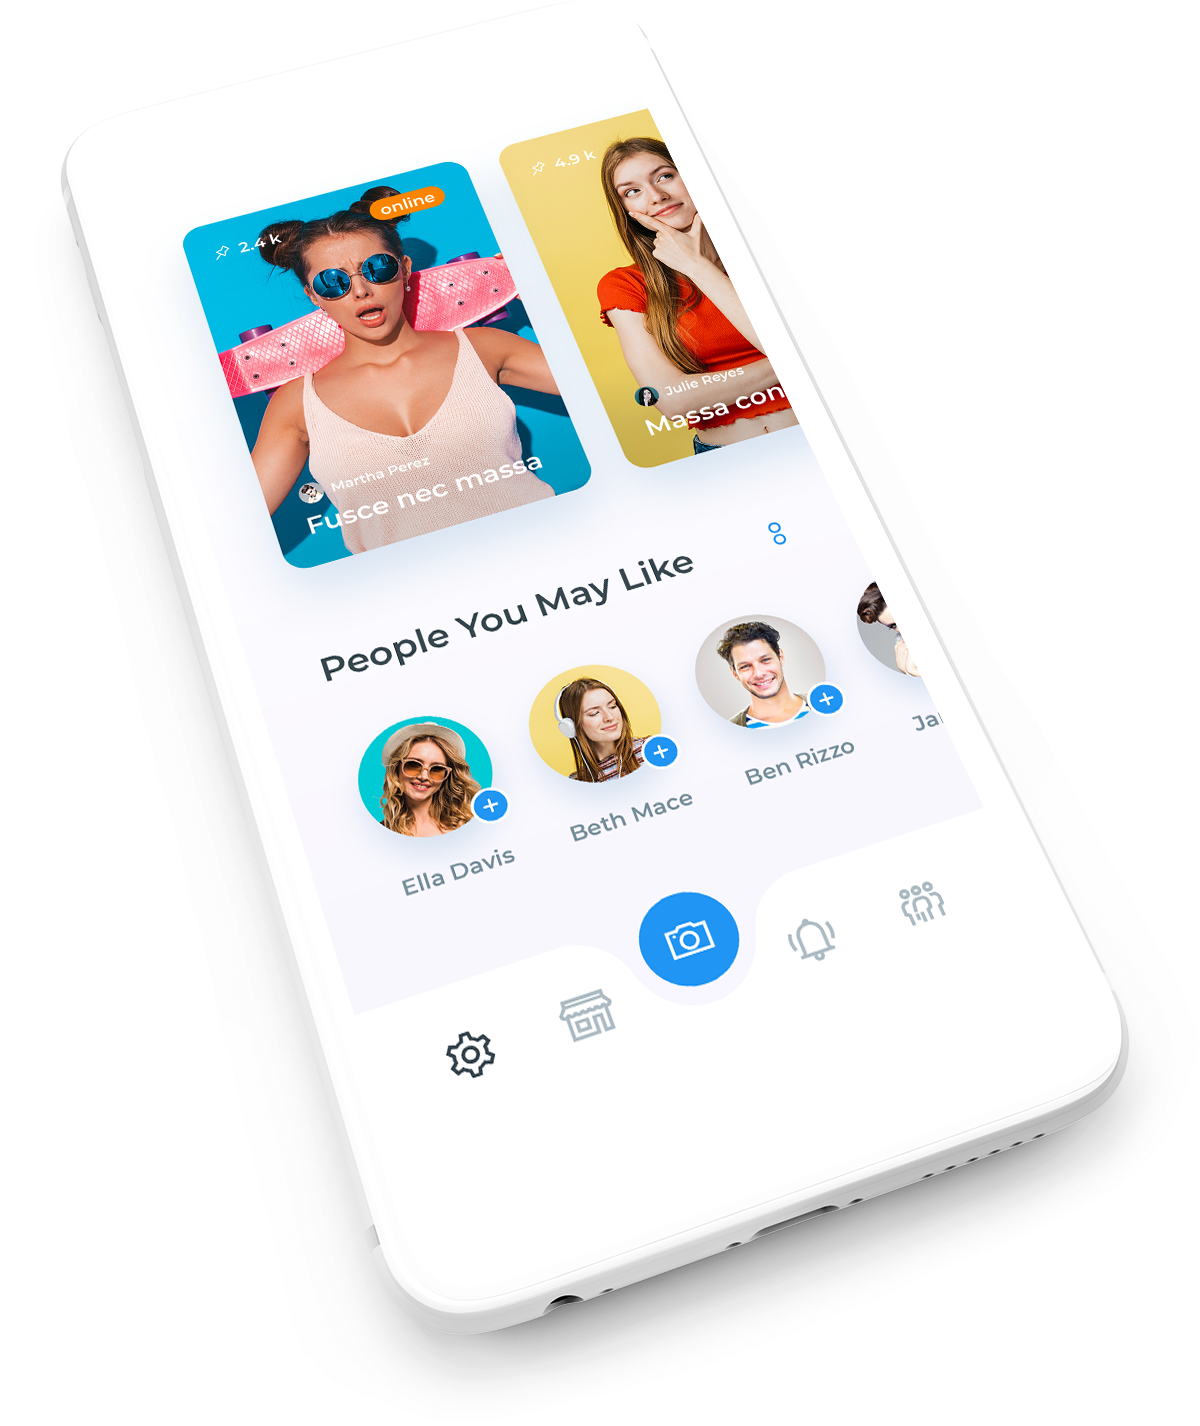 2.4 k
online
Martha Perez
Fusce nec massa
4.9 k
Julie Reyes
Massa con
People You May Like
Ella Davis
Beth Mace
Ben Rizzo
Ja